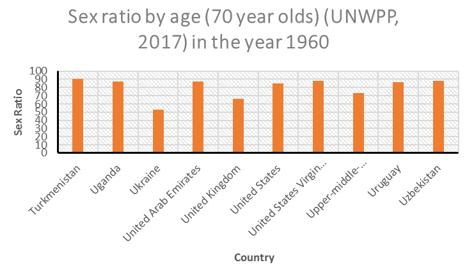 Sex ratio by age (70 year olds) (UNWPP,
2017) in the year 1960
100
90
80
70
60
50
40
30
20
10
0
Sex Ratio
Turkmenistan
Uganda
Ukraine
United Arab Emirates
United Kingdom
United States
United States Virgin...
Upper-middle-...
Uruguay
Uzbekistan
Country